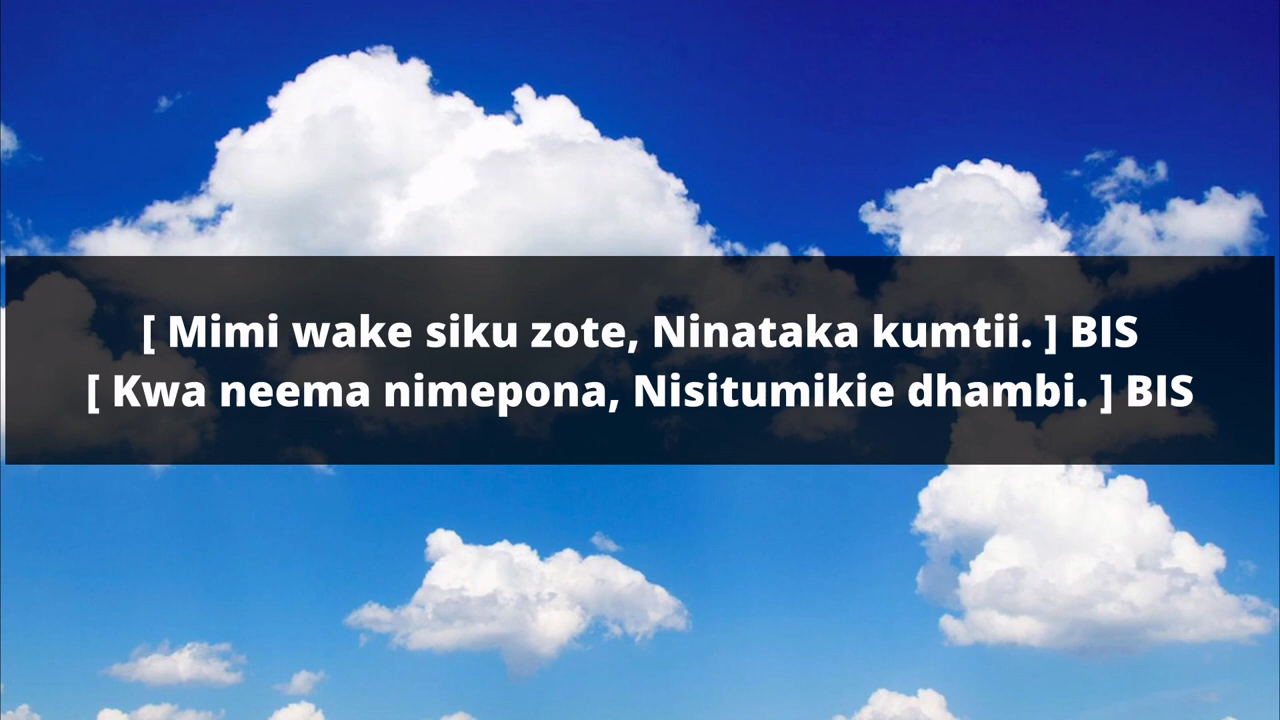 [ Mimi wake siku zote, Ninataka kumtii. ] BIS
[ Kwa neema nimepona, Nisitumikie dhambi. ] BIS